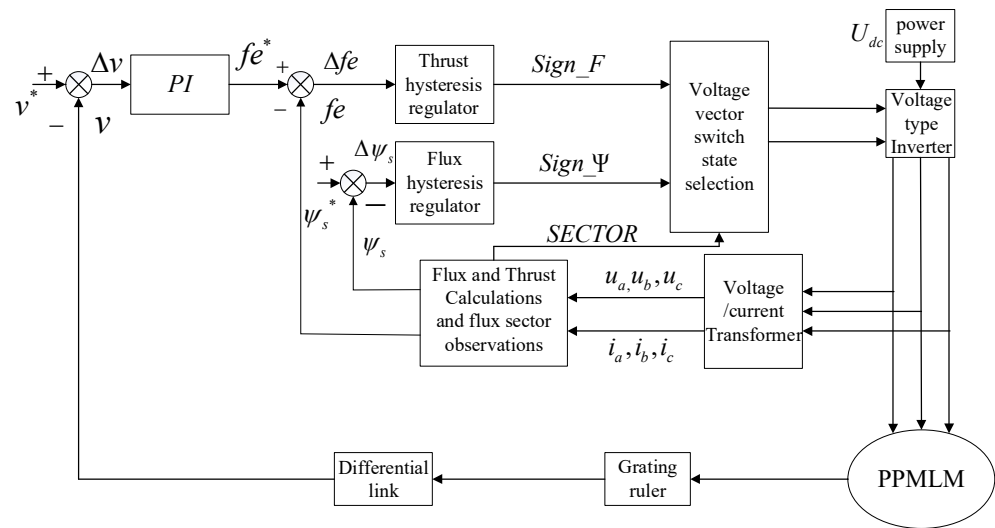 U_dc
power
supply
fe*
Δv
Δfe
+
v*
−
v
PI
+
−
fe
Thrust
hysteresis
regulator
Sign_F
Voltage
vector
switch
state
selection
Voltage
type
Inverter
Δψ_s
+
−
ψ_s*
ψ_s
Flux
hysteresis
regulator
Sign_Ψ
SECTOR
Flux and Thrust
Calculations
and flux sector
observations
u_a, u_b, u_c
i_a, i_b, i_c
Voltage
/current
Transformer
Differential
link
Grating
ruler
PPMLM